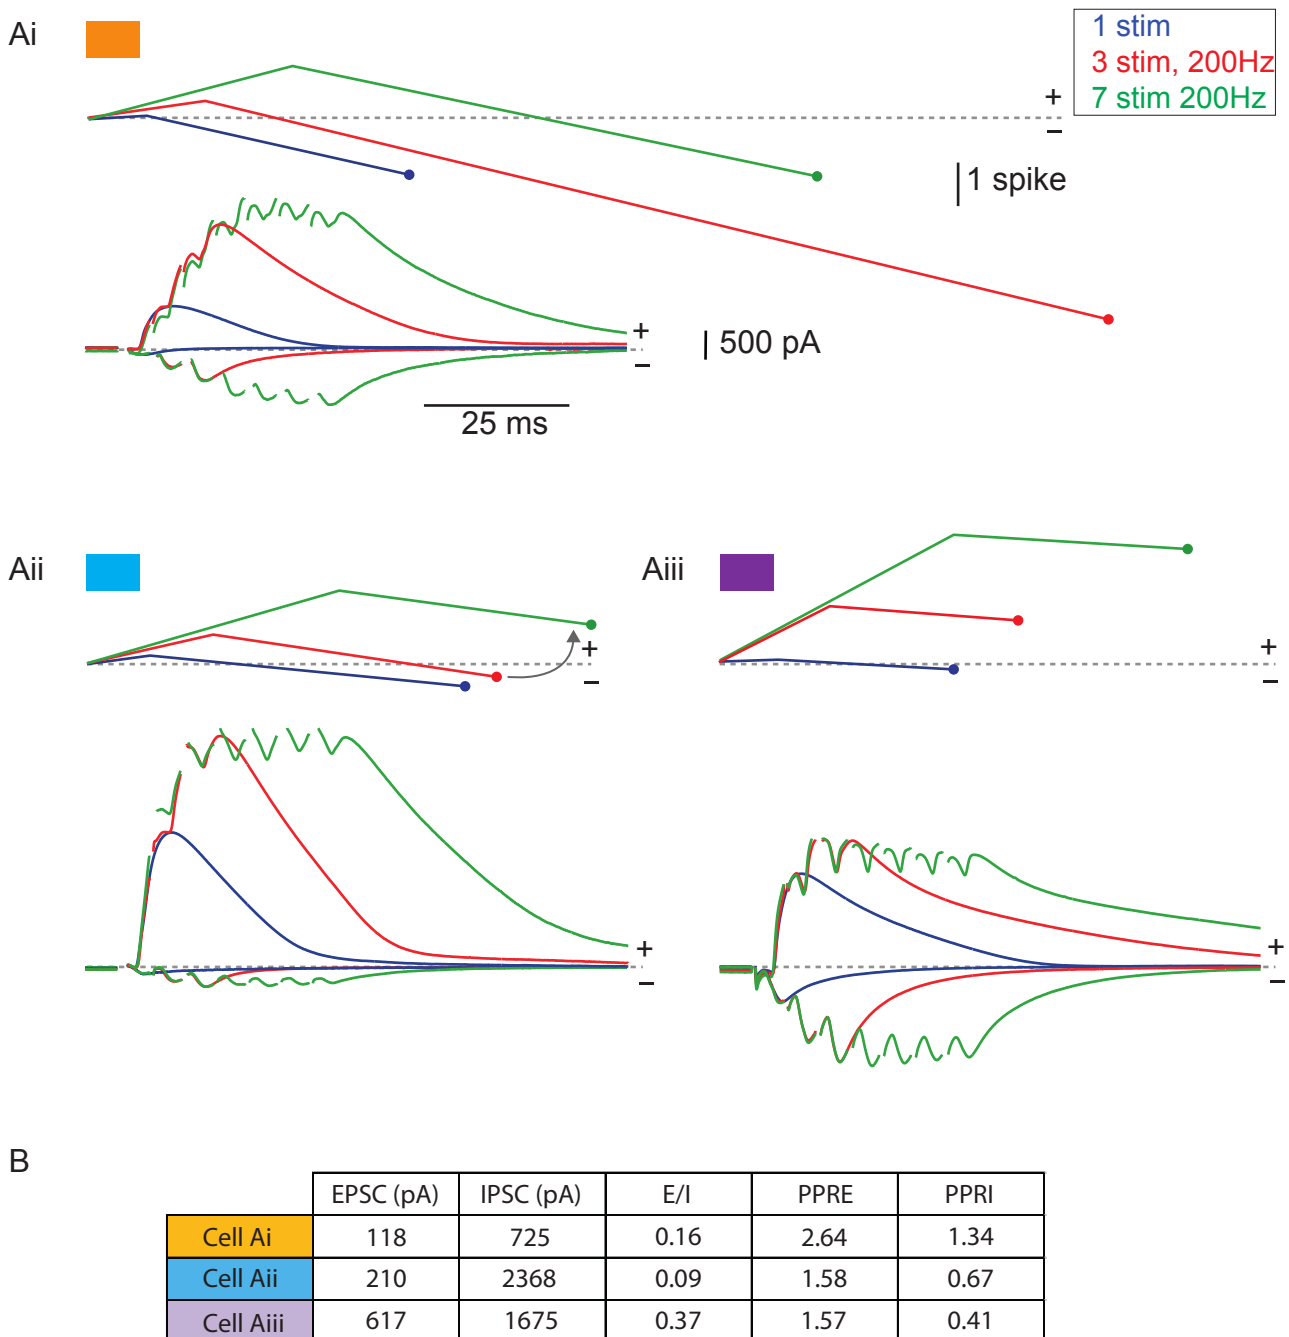 Ai
1 stim
3 stim, 200Hz
7 stim 200Hz
+
−
1 spike
+
−
500 pA
25 ms
Aii
+
−
Aiii
+
−
+
−
+
−
B
EPSC (pA) IPSC (pA) E/I PPRE PPRI
Cell Ai 118 725 0.16 2.64 1.34
Cell Aii 210 2368 0.09 1.58 0.67
Cell Aiii 617 1675 0.37 1.57 0.41